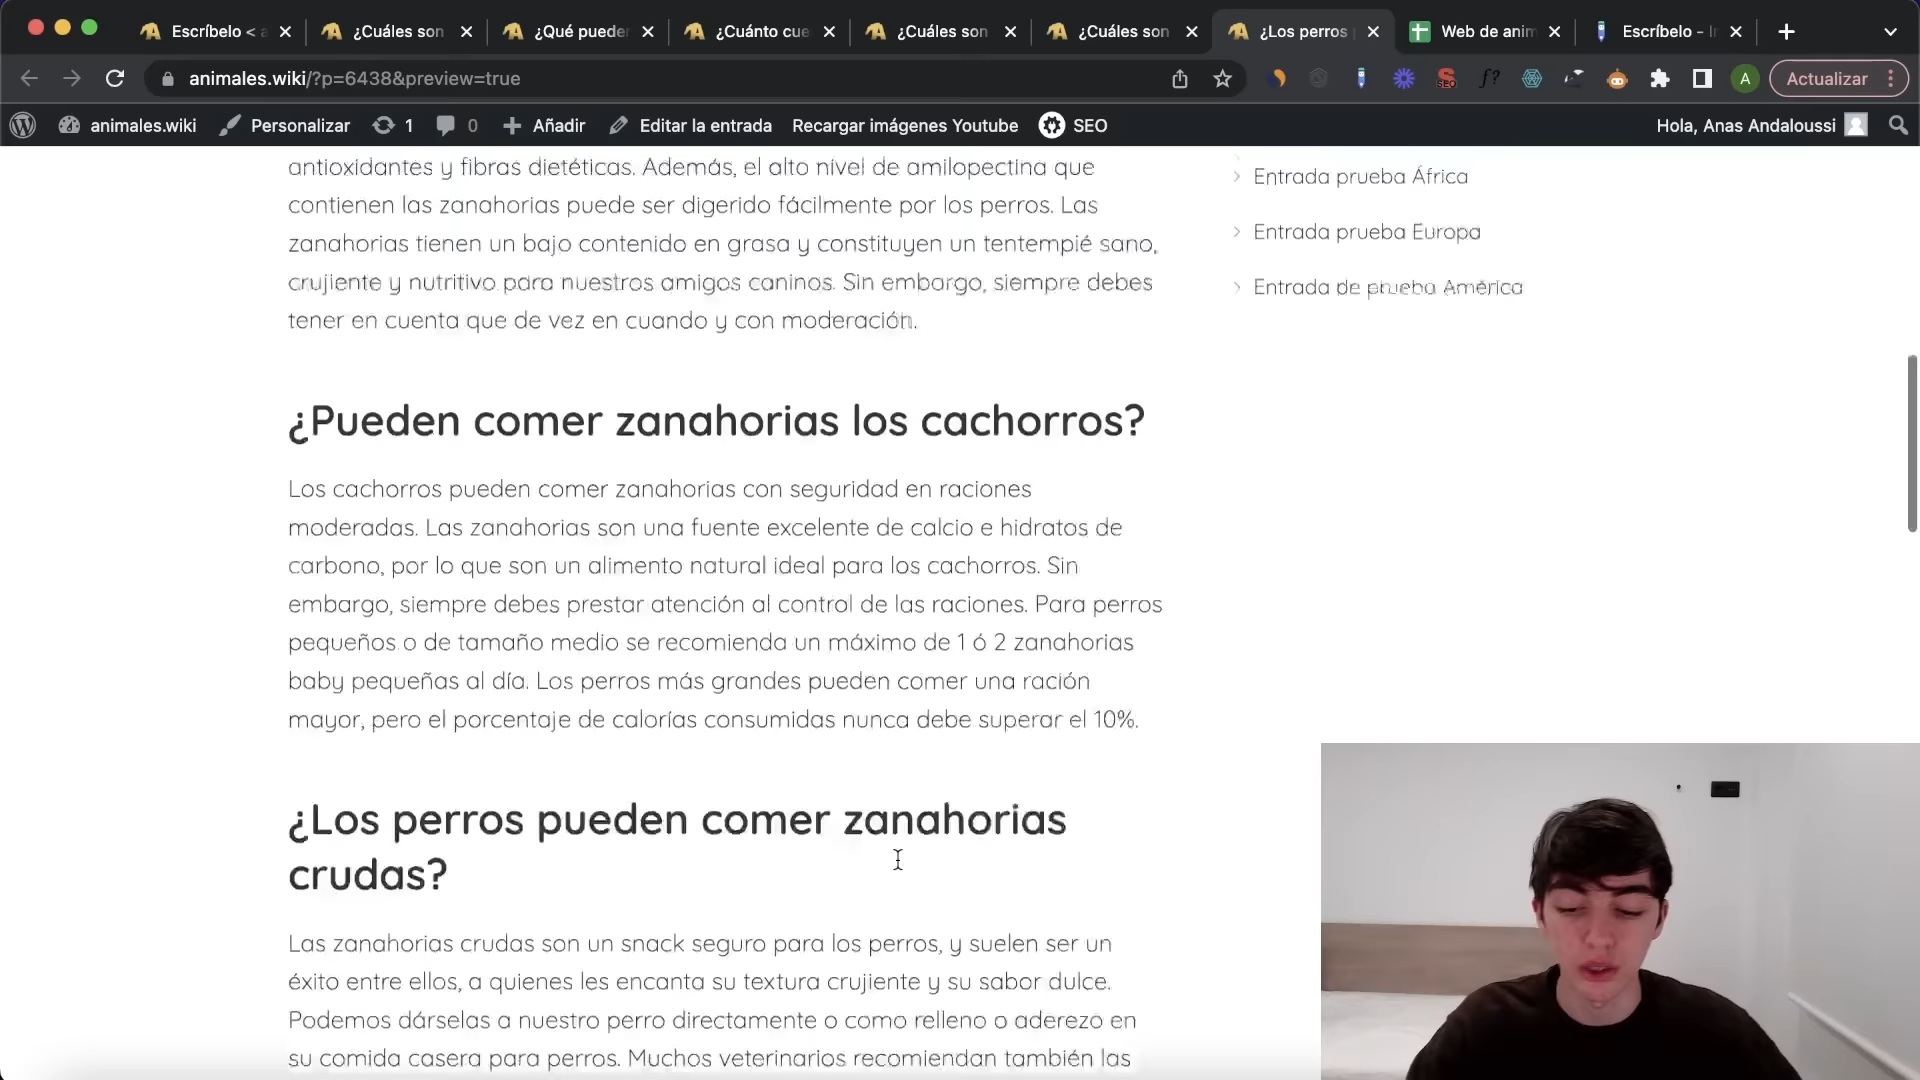 Escríbelo < a
¿Cuáles son
¿Qué pueden
¿Cuánto cue
¿Cuáles son
¿Cuáles son
¿Los perros
Web de anim
Escríbelo - In
animales.wiki/?p=6438&preview=true
SEO
f?
A
Actualizar
animales.wiki
Personalizar
1
0
Añadir
Editar la entrada
Recargar imágenes Youtube
SEO
Hola, Anas Andaloussi
antioxidantes y fibras dietéticas. Además, el alto nivel de amilopectina que
contienen las zanahorias puede ser digerido fácilmente por los perros. Las
zanahorias tienen un bajo contenido en grasa y constituyen un tentempié sano,
crujiente y nutritivo para nuestros amigos caninos. Sin embargo, siempre debes
tener en cuenta que de vez en cuando y con moderación.
Entrada prueba África
Entrada prueba Europa
Entrada de prueba América
¿Pueden comer zanahorias los cachorros?
Los cachorros pueden comer zanahorias con seguridad en raciones
moderadas. Las zanahorias son una fuente excelente de calcio e hidratos de
carbono, por lo que son un alimento natural ideal para los cachorros. Sin
embargo, siempre debes prestar atención al control de las raciones. Para perros
pequeños o de tamaño medio se recomienda un máximo de 1 ó 2 zanahorias
baby pequeñas al día. Los perros más grandes pueden comer una ración
mayor, pero el porcentaje de calorías consumidas nunca debe superar el 10%.
¿Los perros pueden comer zanahorias
crudas?
Las zanahorias crudas son un snack seguro para los perros, y suelen ser un
éxito entre ellos, a quienes les encanta su textura crujiente y su sabor dulce.
Podemos dárselas a nuestro perro directamente o como relleno o aderezo en
su comida casera para perros. Muchos veterinarios recomiendan también las